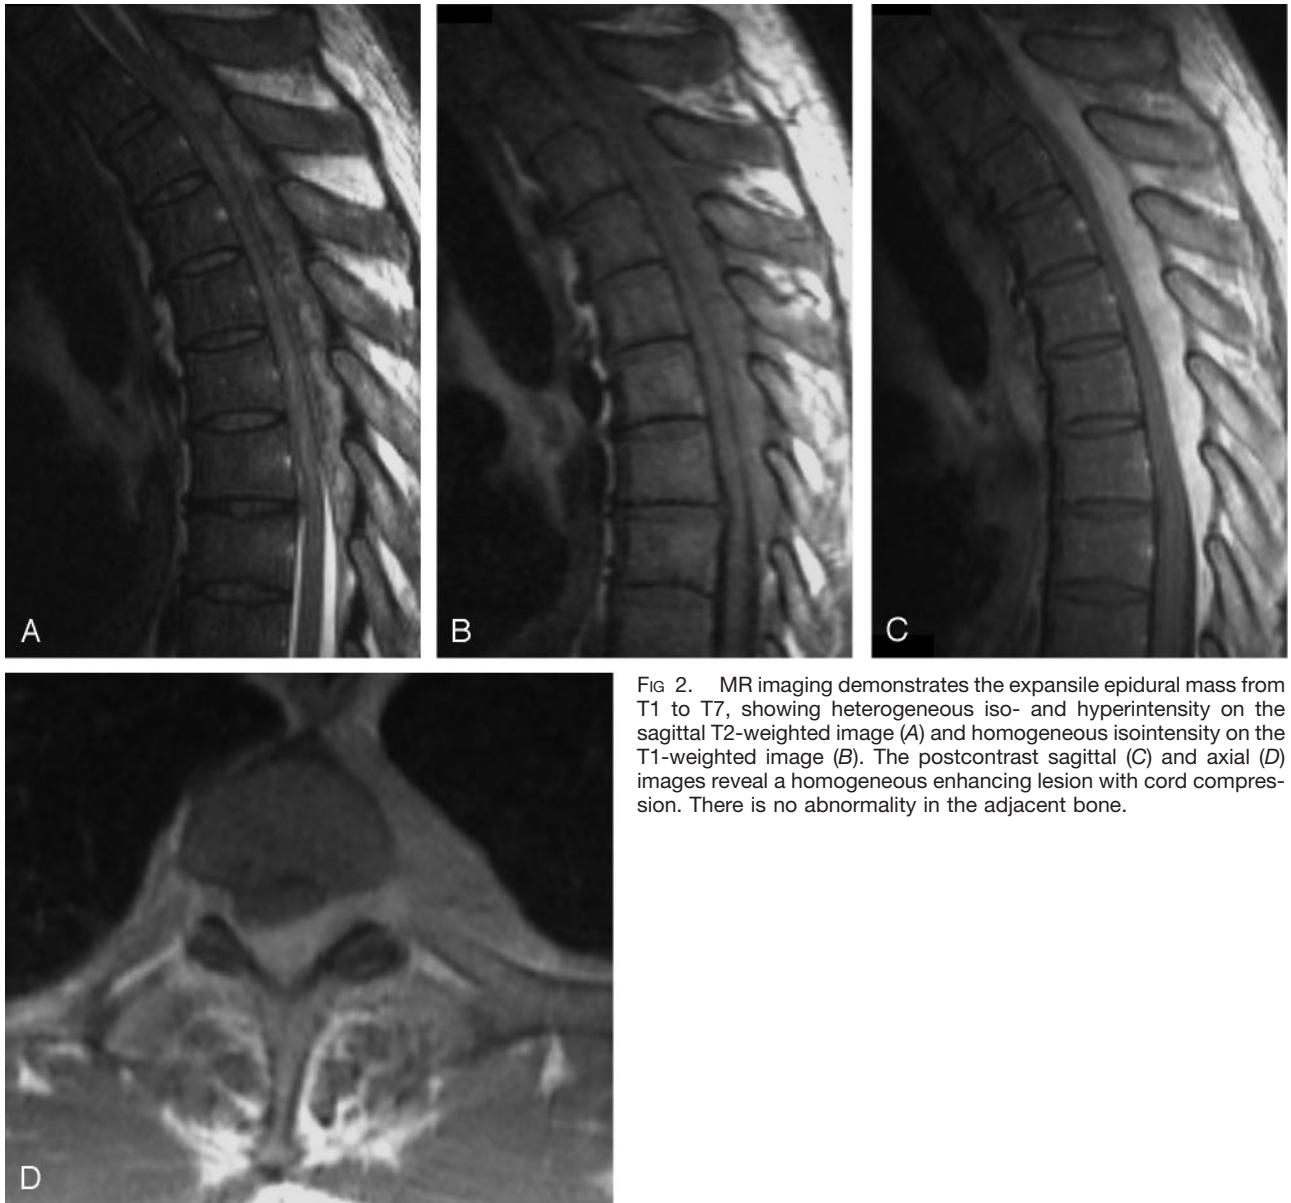 A
B
C
FIG 2. MR imaging demonstrates the expansile epidural mass from
T1 to T7, showing heterogeneous iso- and hyperintensity on the
sagittal T2-weighted image (A) and homogeneous isointensity on the
T1-weighted image (B). The postcontrast sagittal (C) and axial (D)
images reveal a homogeneous enhancing lesion with cord compres-
sion. There is no abnormality in the adjacent bone.
D